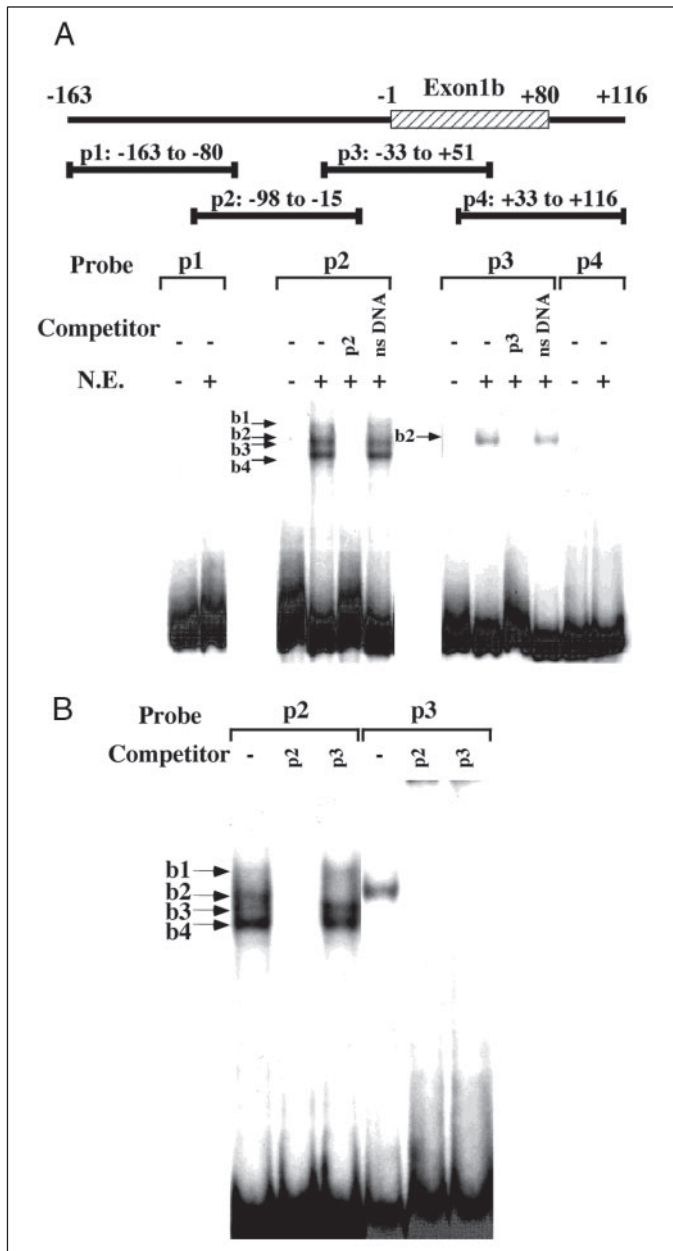 A
Exon1b
-163 -1 +80 +116
p1: -163 to -80 p3: -33 to +51
p2: -98 to -15 p4: +33 to +116
Probe p1 p2 p3 p4
Competitor - - - - p2 ns DNA - - p3 ns DNA - -
N.E. - + - + + + - + + + - +
b1
b2
b3
b4
b2
B
Probe p2 p3
Competitor - p2 p3 - p2 p3
b1
b2
b3
b4